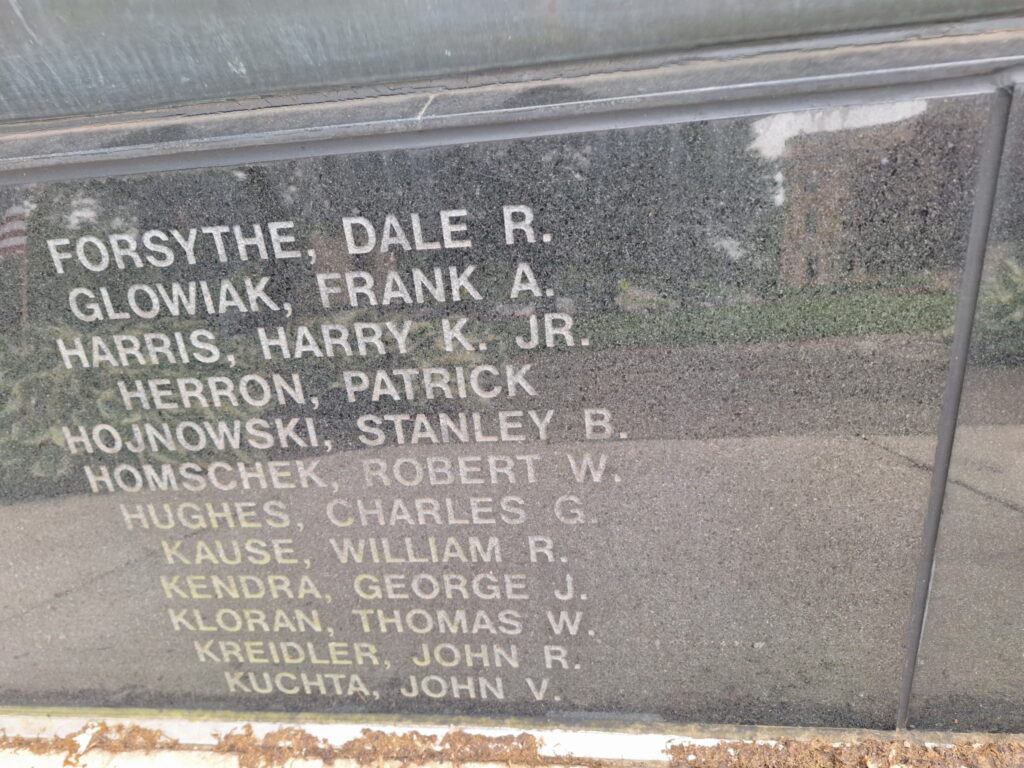 FORSYTHE, DALE R.
GLOWIAK, FRANK A.
HARRIS, HARRY K. JR.
HERRON, PATRICK
HOJNOWSKI, STANLEY B.
HOMSCHEK, ROBERT W.
HUGHES, CHARLES G.
KAUSE, WILLIAM R.
KENDRA, GEORGE J.
KLORAN, THOMAS W.
KREIDLER, JOHN R.
KUCHTA, JOHN V.